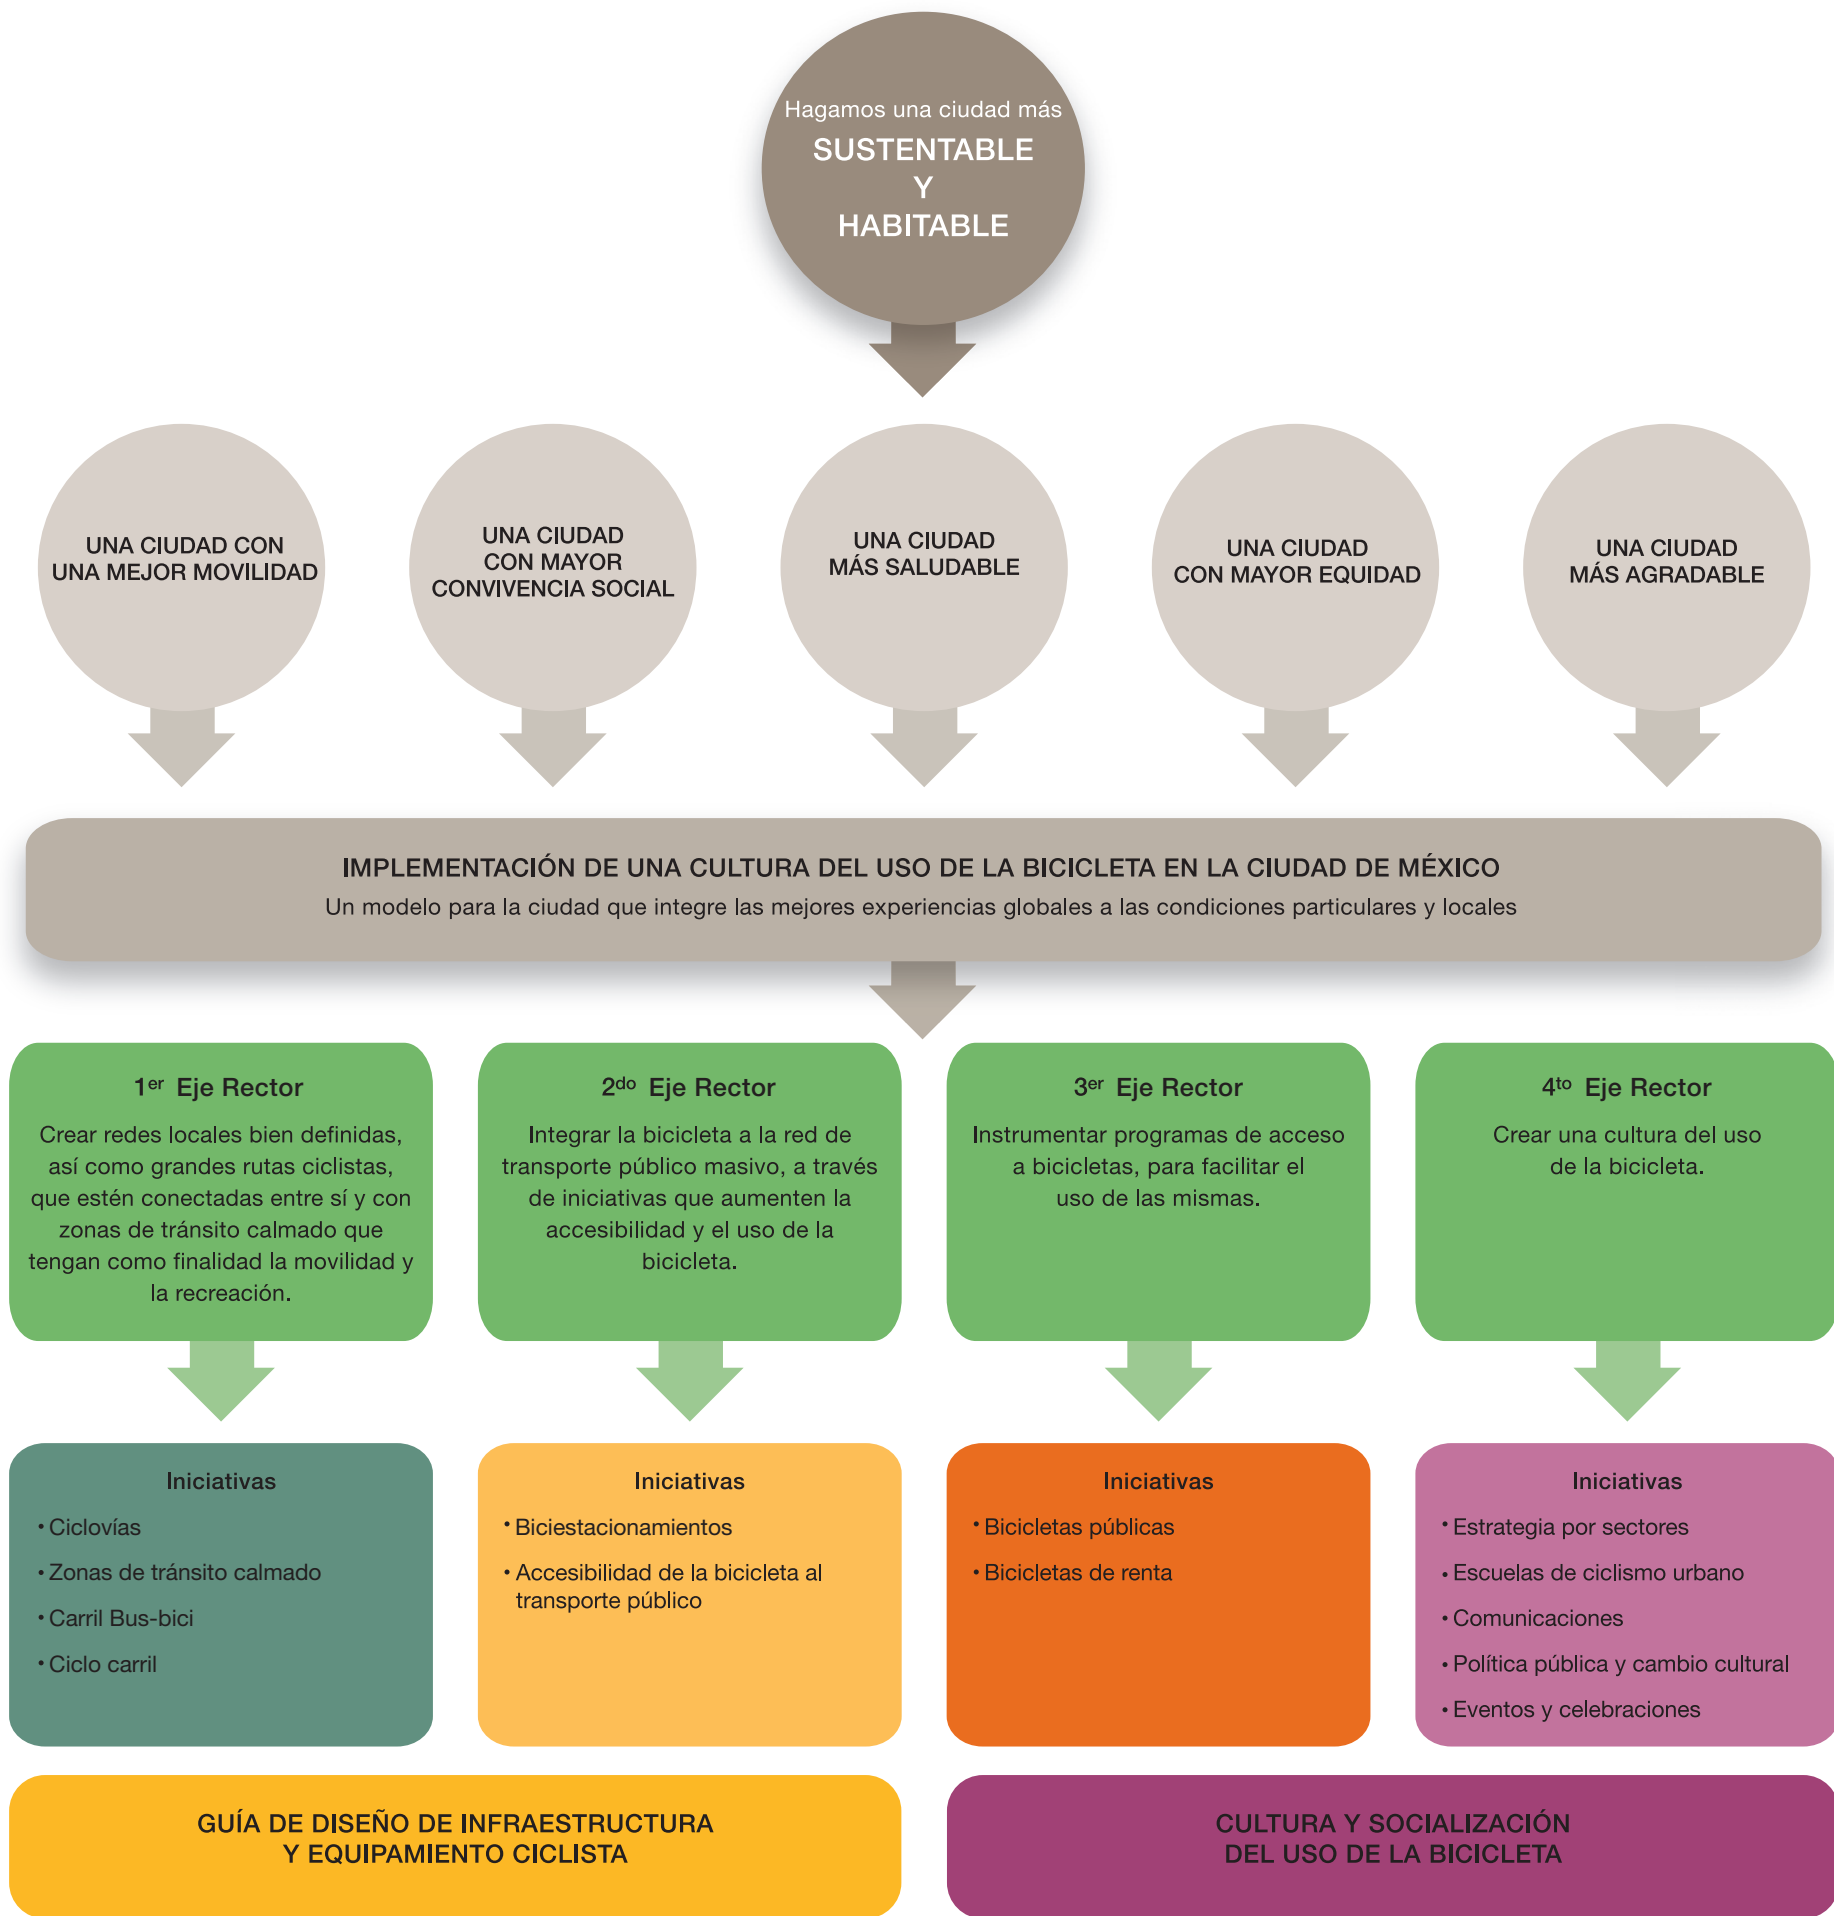 Hagamos una ciudad más
SUSTENTABLE
Y
HABITABLE
UNA CIUDAD CON
UNA MEJOR MOVILIDAD
UNA CIUDAD
CON MAYOR
CONVIVENCIA SOCIAL
UNA CIUDAD
MÁS SALUDABLE
UNA CIUDAD
CON MAYOR EQUIDAD
UNA CIUDAD
MÁS AGRADABLE
IMPLEMENTACIÓN DE UNA CULTURA DEL USO DE LA BICICLETA EN LA CIUDAD DE MÉXICO
Un modelo para la ciudad que integre las mejores experiencias globales a las condiciones particulares y locales
1er Eje Rector
Crear redes locales bien definidas,
así como grandes rutas ciclistas,
que estén conectadas entre sí y con
zonas de tránsito calmado que
tengan como finalidad la movilidad y
la recreación.
2do Eje Rector
Integrar la bicicleta a la red de
transporte público masivo, a través
de iniciativas que aumenten la
accesibilidad y el uso de la
bicicleta.
3er Eje Rector
Instrumentar programas de acceso
a bicicletas, para facilitar el
uso de las mismas.
4to Eje Rector
Crear una cultura del uso
de la bicicleta.
Iniciativas
• Ciclovías
• Zonas de tránsito calmado
• Carril Bus-bici
• Ciclo carril
Iniciativas
• Biciestacionamientos
• Accesibilidad de la bicicleta al
transporte público
Iniciativas
• Bicicletas públicas
• Bicicletas de renta
Iniciativas
• Estrategia por sectores
• Escuelas de ciclismo urbano
• Comunicaciones
• Política pública y cambio cultural
• Eventos y celebraciones
GUÍA DE DISEÑO DE INFRAESTRUCTURA
Y EQUIPAMIENTO CICLISTA
CULTURA Y SOCIALIZACIÓN
DEL USO DE LA BICICLETA